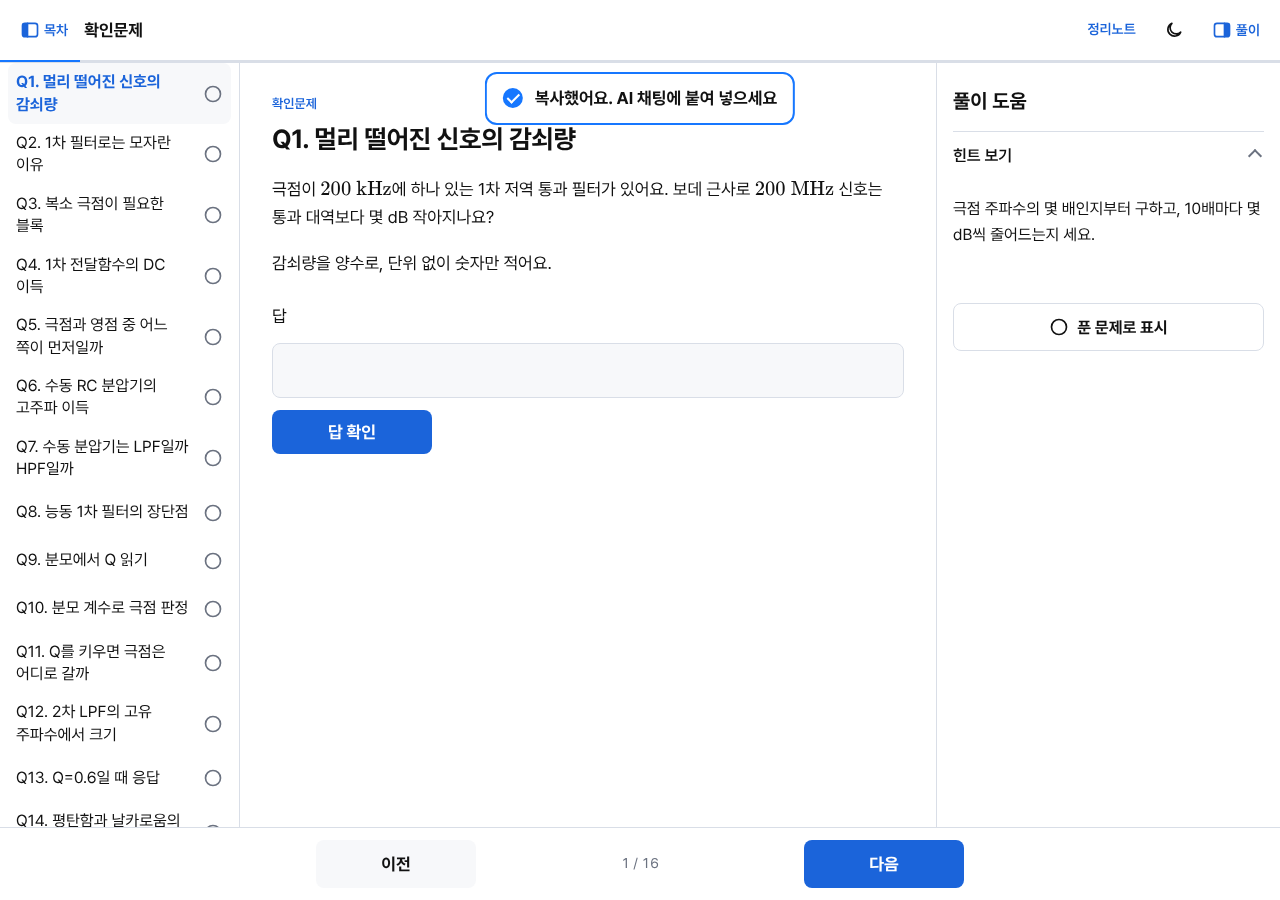 목차 확인문제
정리노트 풀이
Q1. 멀리 떨어진 신호의
감쇠량
Q2. 1차 필터로는 모자란
이유
Q3. 복소 극점이 필요한
블록
Q4. 1차 전달함수의 DC
이득
Q5. 극점과 영점 중 어느
쪽이 먼저일까
Q6. 수동 RC 분압기의
고주파 이득
Q7. 수동 분압기는 LPF일까
HPF일까
Q8. 능동 1차 필터의 장단점
Q9. 분모에서 Q 읽기
Q10. 분모 계수로 극점 판정
Q11. Q를 키우면 극점은
어디로 갈까
Q12. 2차 LPF의 고유
주파수에서 크기
Q13. Q=0.6일 때 응답
Q14. 평탄함과 날카로움의
복사했어요. AI 채팅에 붙여 넣으세요
확인문제
Q1. 멀리 떨어진 신호의 감쇠량
극점이 200 kHz에 하나 있는 1차 저역 통과 필터가 있어요. 보데 근사로 200 MHz 신호는
통과 대역보다 몇 dB 작아지나요?
감쇠량을 양수로, 단위 없이 숫자만 적어요.
답
답 확인
풀이 도움
힌트 보기
극점 주파수의 몇 배인지부터 구하고, 10배마다 몇
dB씩 줄어드는지 세요.
푼 문제로 표시
이전
1 / 16
다음